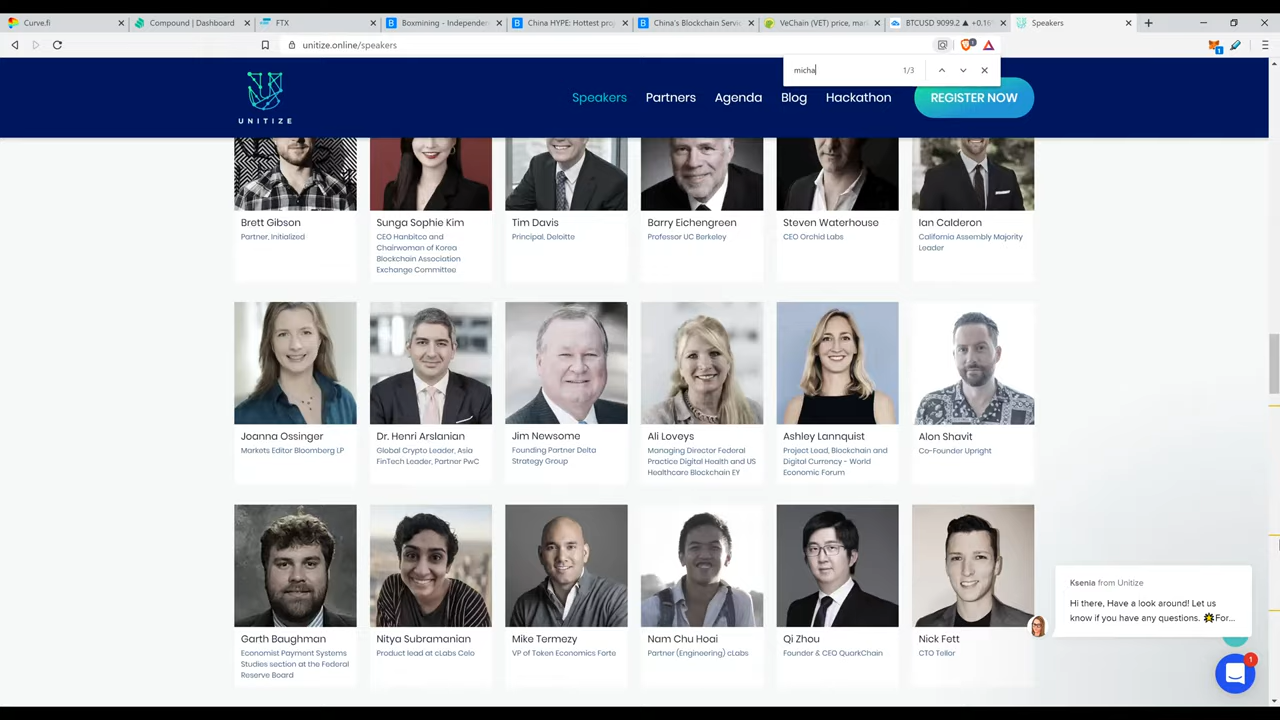 Curve.fi
Compound | Dashboard
FTX
Boxmining - Independen
China HYPE: Hottest proj
China's Blockchain Servic
VeChain (VET) price, mar
BTCUSD 9099.2 ▲ +0.16%
Speakers
unitize.online/speakers
micha
1/3
UNITIZE
Speakers
Partners
Agenda
Blog
Hackathon
REGISTER NOW
Brett Gibson
Partner, Initialized
Sunga Sophie Kim
CEO Hanbitco and
Chairwoman of Korea
Blockchain Association
Exchange Committee
Tim Davis
Principal, Deloitte
Barry Eichengreen
Professor UC Berkeley
Steven Waterhouse
CEO Orchid Labs
Ian Calderon
California Assembly Majority
Leader
Joanna Ossinger
Markets Editor Bloomberg LP
Dr. Henri Arslanian
Global Crypto Leader, Asia
FinTech Leader, Partner PwC
Jim Newsome
Founding Partner Delta
Strategy Group
Ali Loveys
Managing Director Federal
Practice Digital Health and US
Healthcare Blockchain EY
Ashley Lannquist
Project Lead, Blockchain and
Digital Currency - World
Economic Forum
Alon Shavit
Co-Founder Upright
Garth Baughman
Economist Payment Systems
Studies section at the Federal
Reserve Board
Nitya Subramanian
Product lead at cLabs Celo
Mike Termezy
VP of Token Economics Forte
Nam Chu Hoai
Partner (Engineering) cLabs
Qi Zhou
Founder & CEO QuarkChain
Nick Fett
CTO Tellor
Ksenia from Unitize
Hi there, Have a look around! Let us
know if you have any questions. For...
1